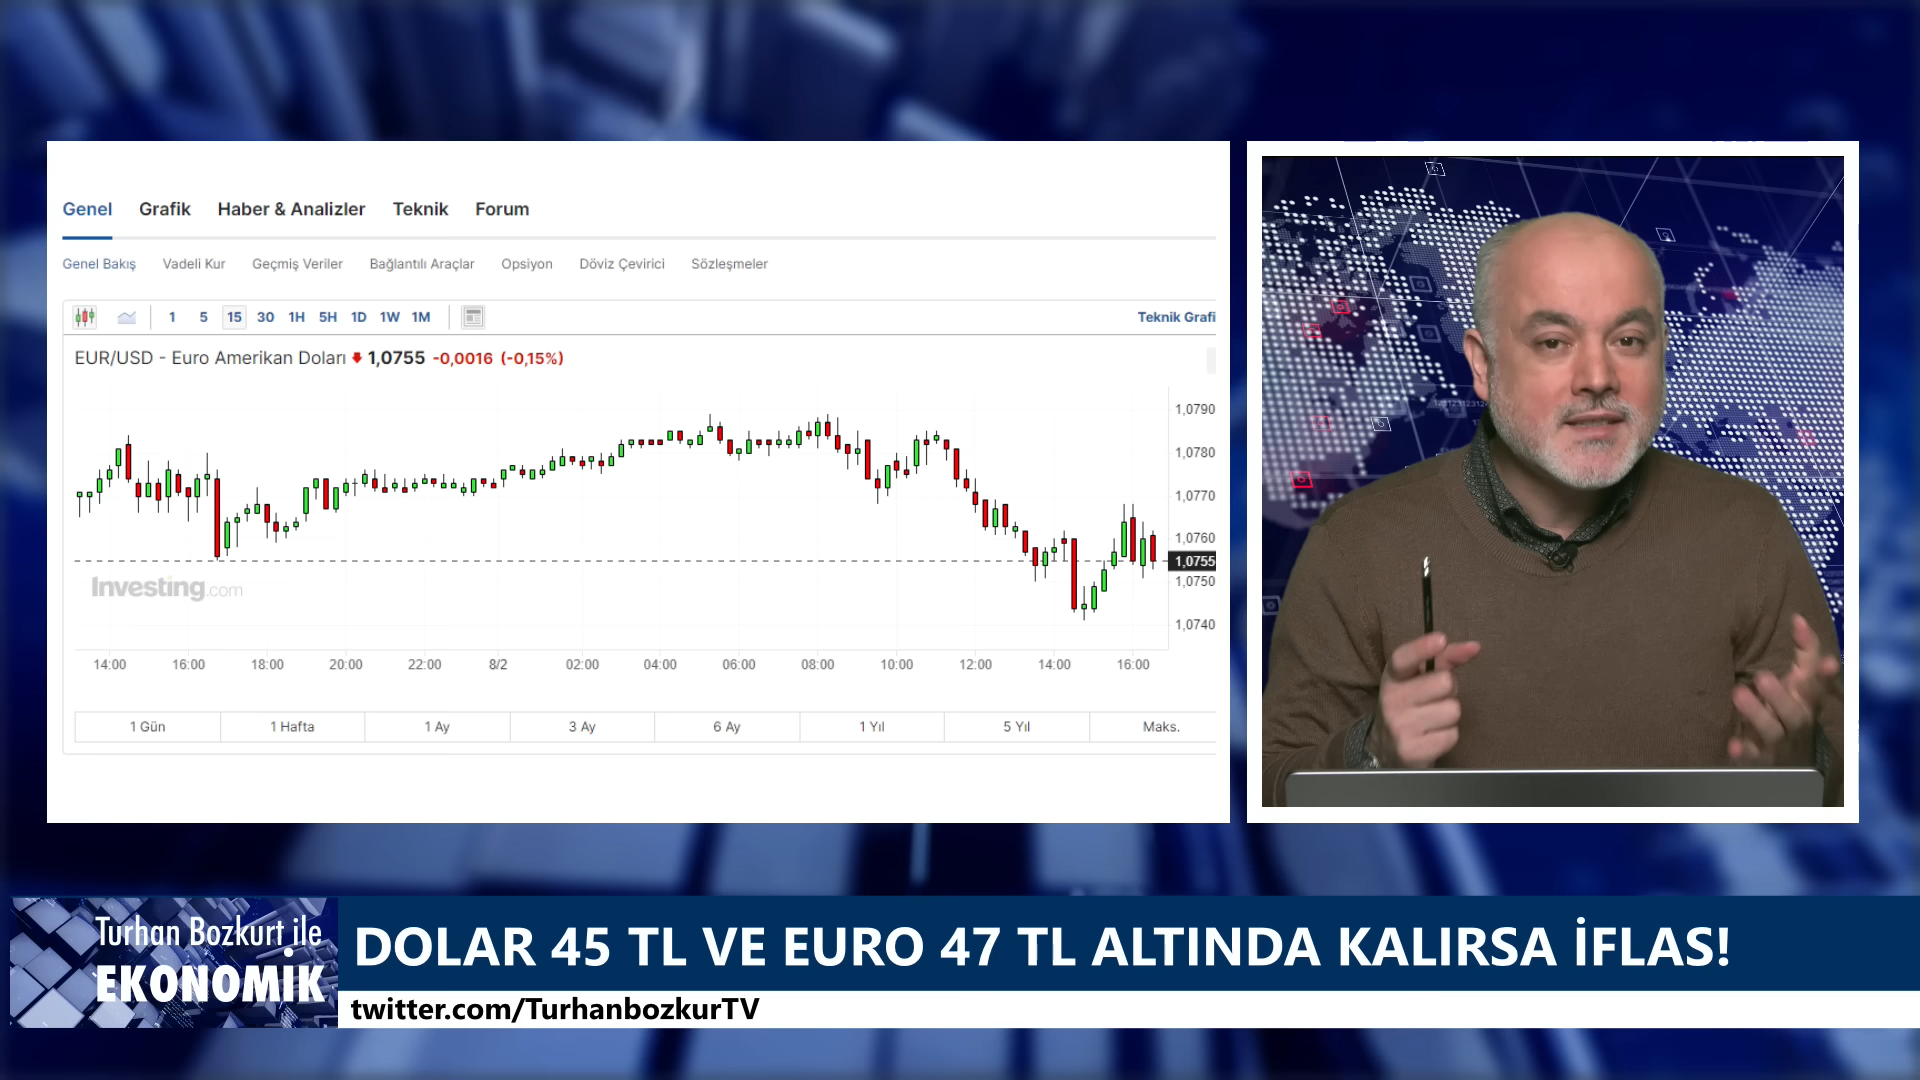 Genel Grafik Haber & Analizler Teknik Forum
Genel Bakış Vadeli Kur Geçmiş Veriler Bağlantılı Araçlar Opsiyon Döviz Çevirici Sözleşmeler
1 5 15 30 1H 5H 1D 1W 1M Teknik Grafi
EUR/USD - Euro Amerikan Doları 1,0755 -0,0016 (-0,15%)
1,0790
1,0780
1,0770
1,0760
1,0755
1,0750
1,0740
Investing.com
14:00 16:00 18:00 20:00 22:00 8/2 02:00 04:00 06:00 08:00 10:00 12:00 14:00 16:00
1 Gün 1 Hafta 1 Ay 3 Ay 6 Ay 1 Yıl 5 Yıl Maks.
Turhan Bozkurt ile
EKONOMİK
DOLAR 45 TL VE EURO 47 TL ALTINDA KALIRSA İFLAS!
twitter.com/TurhanbozkurTV